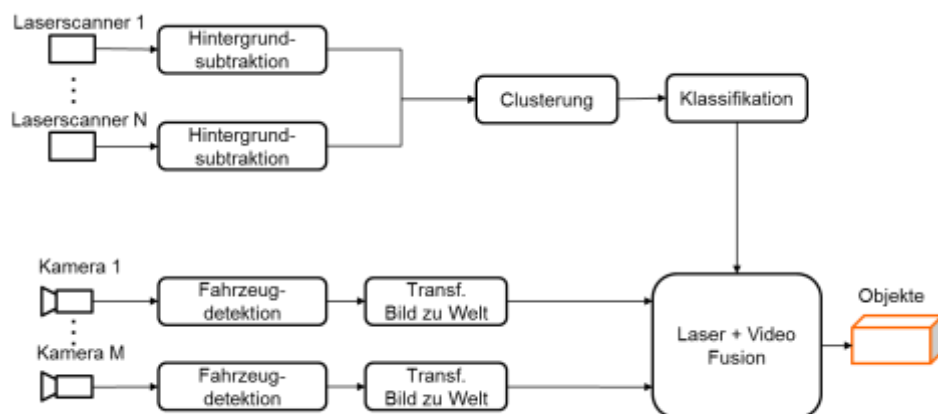 Laserscanner 1
Hintergrund-
subtraktion
Laserscanner N
Hintergrund-
subtraktion
Clusterung
Klassifikation
Kamera 1
Fahrzeug-
detektion
Transf.
Bild zu Welt
Kamera M
Fahrzeug-
detektion
Transf.
Bild zu Welt
Laser + Video
Fusion
Objekte